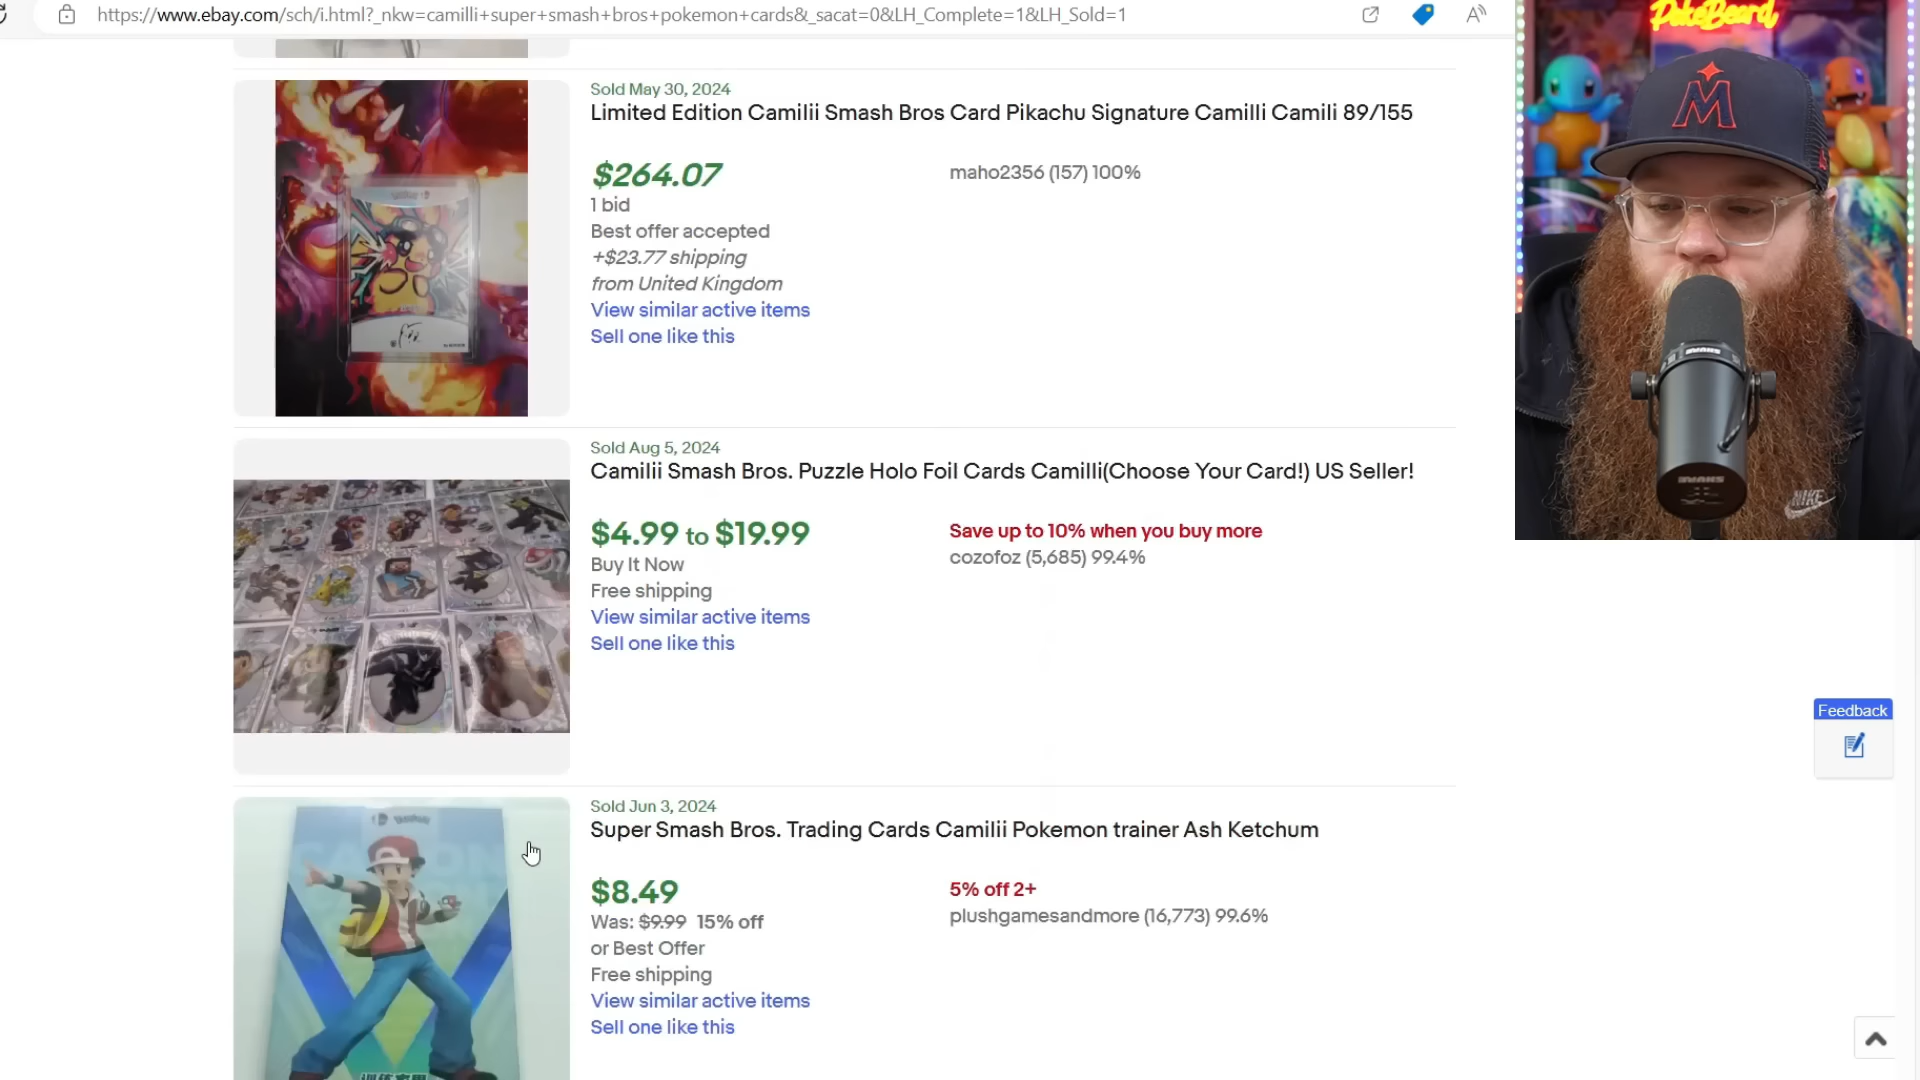 https://www.ebay.com/sch/i.html?_nkw=camilli+super+smash+bros+pokemon+cards&_sacat=0&LH_Complete=1&LH_Sold=1
PokeBeard
Sold May 30, 2024
Limited Edition Camilii Smash Bros Card Pikachu Signature Camilli Camili 89/155
$264.07
maho2356 (157) 100%
1 bid
Best offer accepted
+$23.77 shipping
from United Kingdom
View similar active items
Sell one like this
Sold Aug 5, 2024
Camilii Smash Bros. Puzzle Holo Foil Cards Camilli(Choose Your Card!) US Seller!
$4.99 to $19.99
Save up to 10% when you buy more
Buy It Now
cozofoz (5,685) 99.4%
Free shipping
View similar active items
Sell one like this
Feedback
Sold Jun 3, 2024
Super Smash Bros. Trading Cards Camilii Pokemon trainer Ash Ketchum
$8.49
5% off 2+
Was: $9.99 15% off
plushgamesandmore (16,773) 99.6%
or Best Offer
Free shipping
View similar active items
Sell one like this
M
NIKE